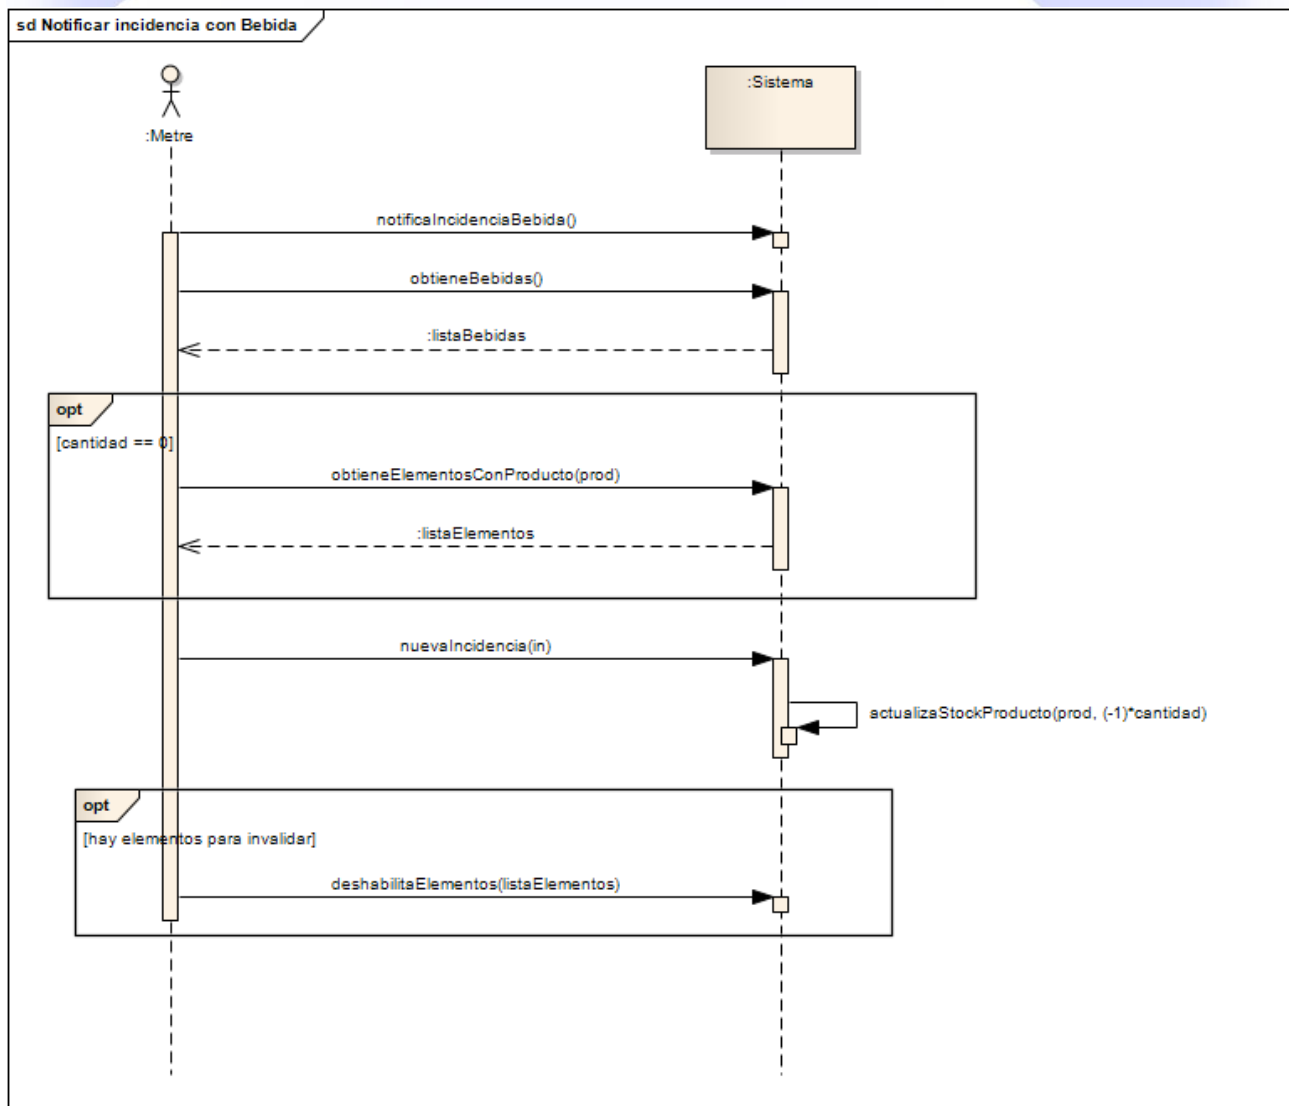 sd Notificar incidencia con Bebida
:Metre
:Sistema
notificaIncidenciaBebida()
obtieneBebidas()
:listaBebidas
opt
[cantidad == 0]
obtieneElementosConProducto(prod)
:listaElementos
nuevaIncidencia(in)
actualizaStockProducto(prod, (-1)*cantidad)
opt
[hay elementos para invalidar]
deshabilitaElementos(listaElementos)